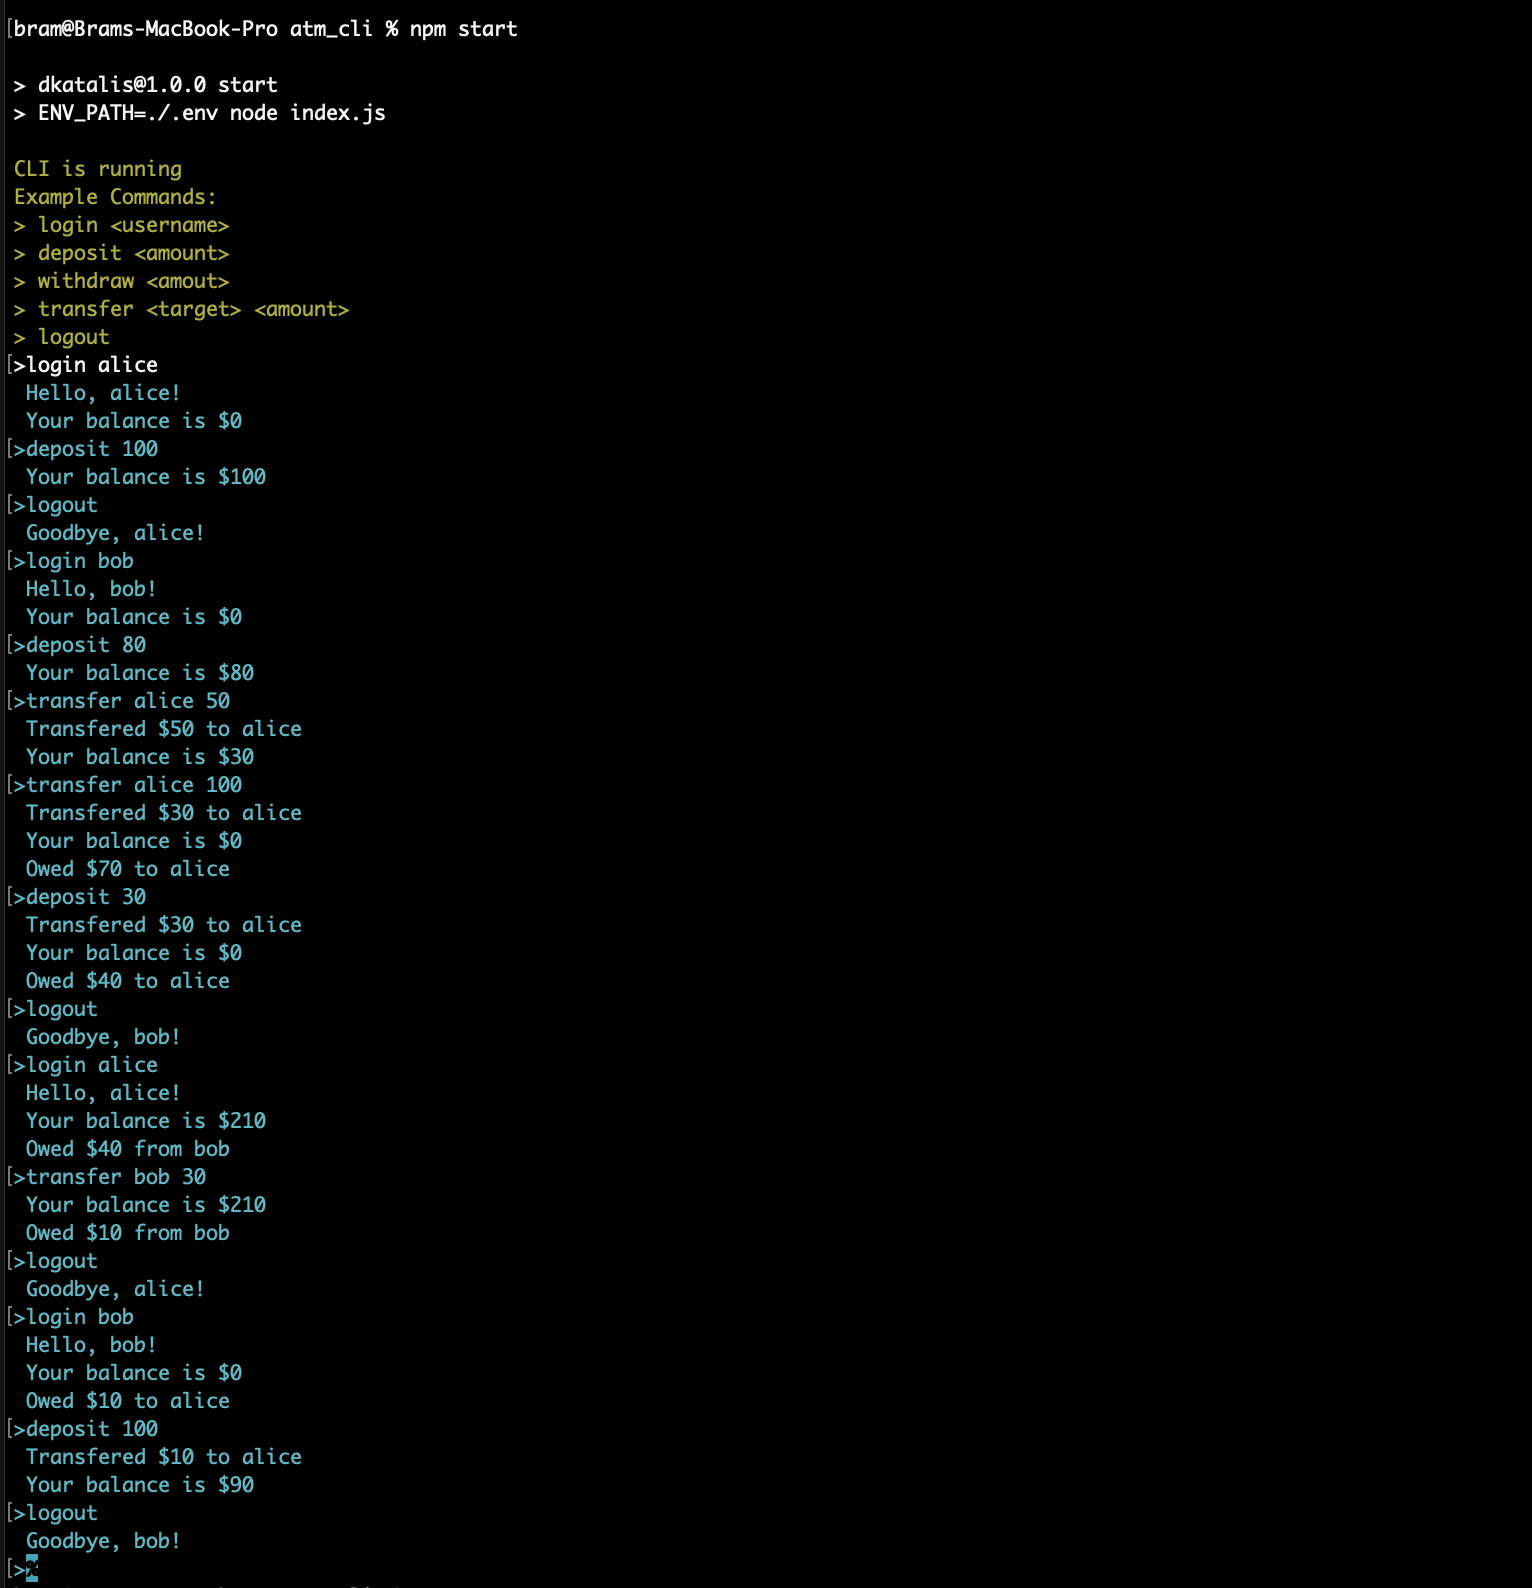 [bram@Brams-MacBook-Pro atm_cli % npm start
> dkatalis@1.0.0 start
> ENV_PATH=./.env node index.js
CLI is running
Example Commands:
> login <username>
> deposit <amount>
> withdraw <amout>
> transfer <target> <amount>
> logout
[>login alice
Hello, alice!
Your balance is $0
[>deposit 100
Your balance is $100
[>logout
Goodbye, alice!
[>login bob
Hello, bob!
Your balance is $0
[>deposit 80
Your balance is $80
[>transfer alice 50
Transfered $50 to alice
Your balance is $30
[>transfer alice 100
Transfered $30 to alice
Your balance is $0
Owed $70 to alice
[>deposit 30
Transfered $30 to alice
Your balance is $0
Owed $40 to alice
[>logout
Goodbye, bob!
[>login alice
Hello, alice!
Your balance is $210
Owed $40 from bob
[>transfer bob 30
Your balance is $210
Owed $10 from bob
[>logout
Goodbye, alice!
[>login bob
Hello, bob!
Your balance is $0
Owed $10 to alice
[>deposit 100
Transfered $10 to alice
Your balance is $90
[>logout
Goodbye, bob!
[>%